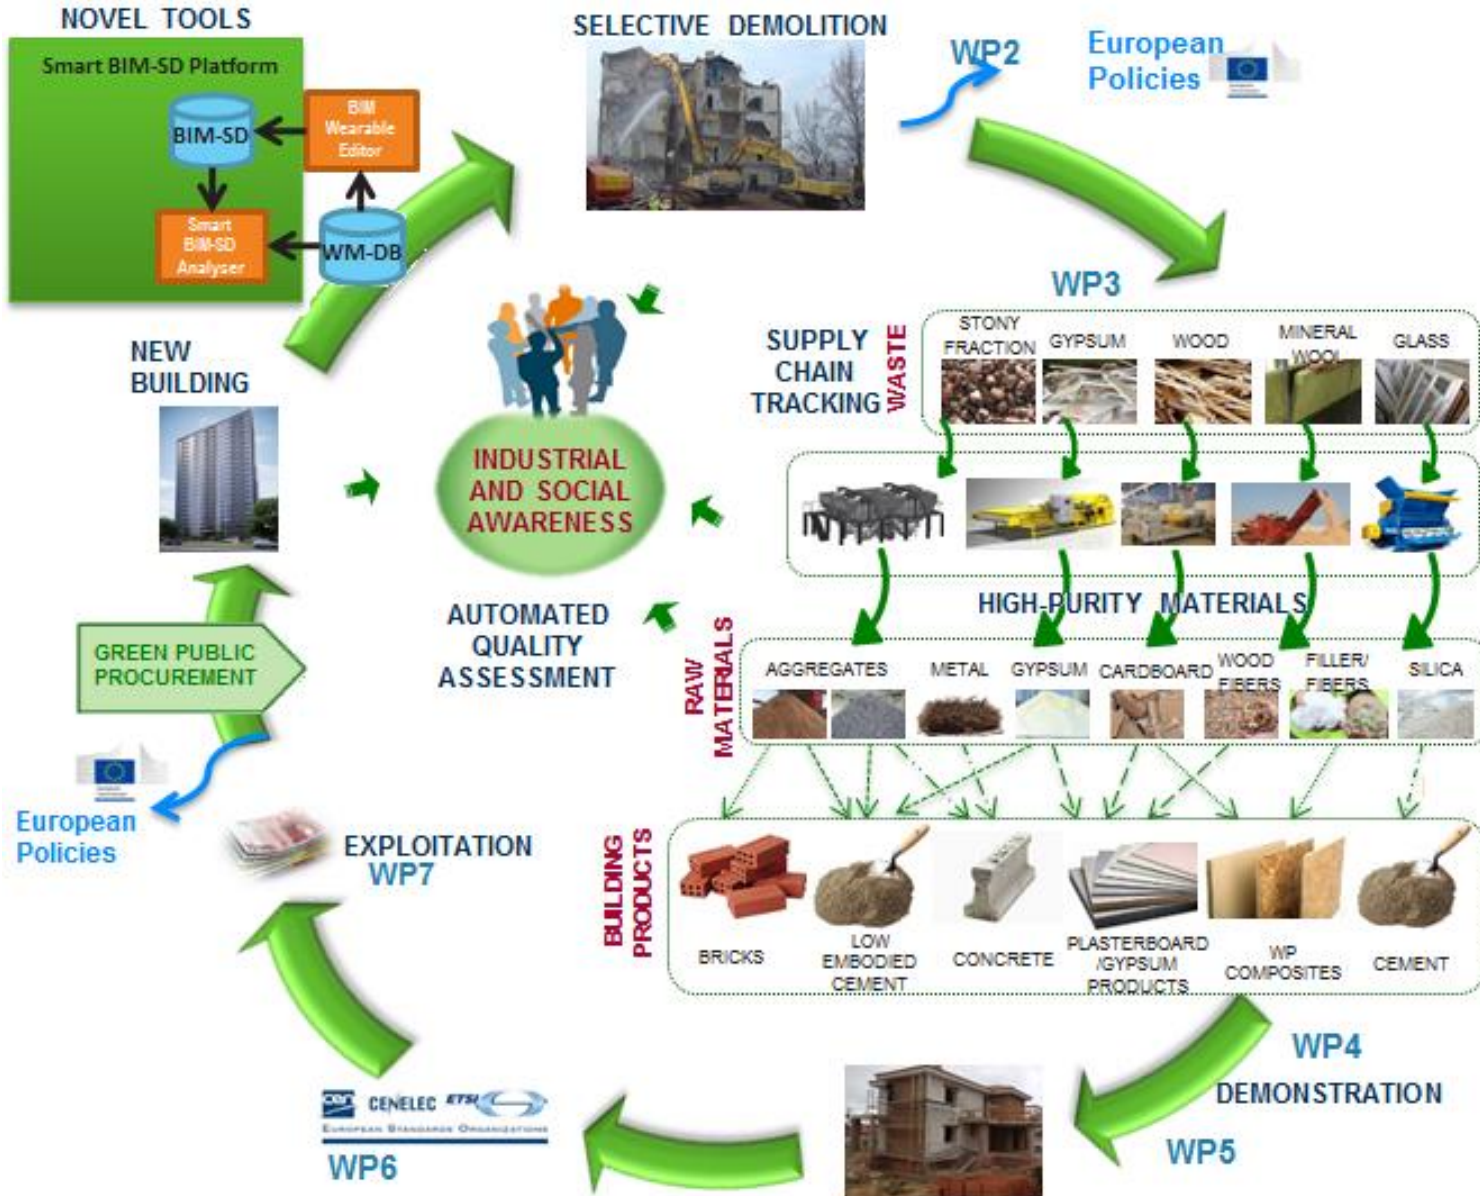 NOVEL TOOLS
Smart BIM-SD Platform
BIM-SD
BIM
Wearable
Editor
Smart
BIM-SD
Analyser
WM-DB
SELECTIVE DEMOLITION
WP2
European
Policies
WP3
SUPPLY
CHAIN
TRACKING
WASTE
STONY
FRACTION
GYPSUM
WOOD
MINERAL
WOOL
GLASS
NEW
BUILDING
INDUSTRIAL
AND SOCIAL
AWARENESS
HIGH-PURITY MATERIALS
AUTOMATED
QUALITY
ASSESSMENT
RAW
MATERIALS
AGGREGATES
METAL
GYPSUM
CARDBOARD
WOOD
FIBERS
FILLER/
FIBERS
SILICA
GREEN PUBLIC
PROCUREMENT
European
Policies
EXPLOITATION
WP7
BUILDING
PRODUCTS
BRICKS
LOW
EMBODIED
CEMENT
CONCRETE
PLASTERBOARD
/GYPSUM
PRODUCTS
WP
COMPOSITES
CEMENT
WP4
DEMONSTRATION
WP5
cen CENELEC ETSI
EUROPEAN STANDARDS ORGANIZATIONS
WP6